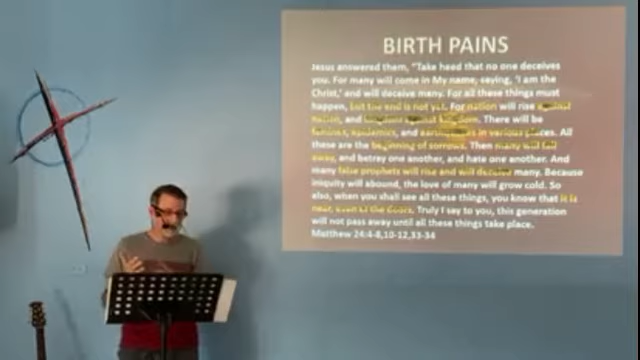 BIRTH PAINS
Jesus answered them, "Take heed that no one deceives
you. For many will come in My name, saying, 'I am the
Christ,' and will deceive many. For all these things must
happen, but the end is not yet. For nation will rise against
nation, and kingdom against kingdom. There will be
famines, epidemics, and earthquakes in various places. All
these are the beginning of sorrows. Then many will fall
away, and betray one another, and hate one another. And
many false prophets will rise and will deceive many. Because
iniquity will abound, the love of many will grow cold. So
also, when you shall see all these things, you know that it is
near, even at the doors. Truly I say to you, this generation
will not pass away until all these things take place.
Matthew 24:4-8,10-12,33-34